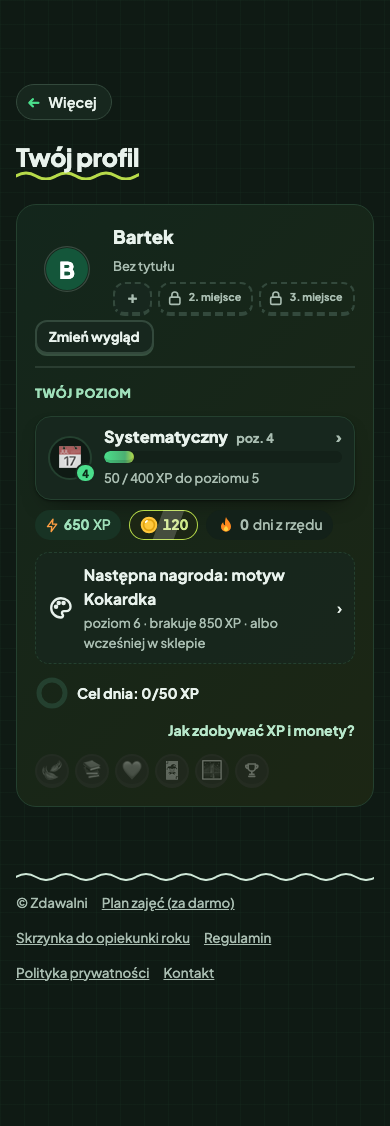 ← Więcej
Twój profil
B
Bartek
Bez tytułu
+ 2. miejsce 3. miejsce
Zmień wygląd
TWÓJ POZIOM
17
4
Systematyczny poz. 4 ›
50 / 400 XP do poziomu 5
650 XP 120 0 dni z rzędu
Następna nagroda: motyw
Kokardka
poziom 6 · brakuje 850 XP · albo
wcześniej w sklepie
›
Cel dnia: 0/50 XP
Jak zdobywać XP i monety?
© Zdawalni Plan zajęć (za darmo)
Skrzynka do opiekunki roku Regulamin
Polityka prywatności Kontakt